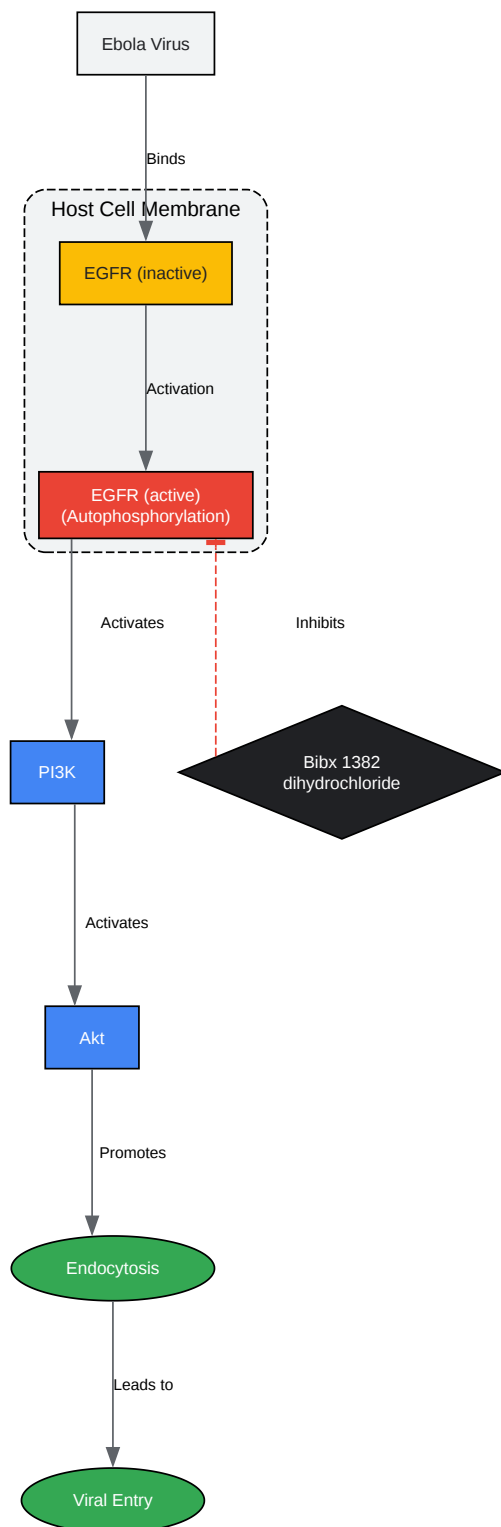 Ebola Virus
Binds
Host Cell Membrane
EGFR (inactive)
Activation
EGFR (active)
(Autophosphorylation)
Activates
Inhibits
PI3K
Bibx 1382
dihydrochloride
Activates
Akt
Promotes
Endocytosis
Leads to
Viral Entry